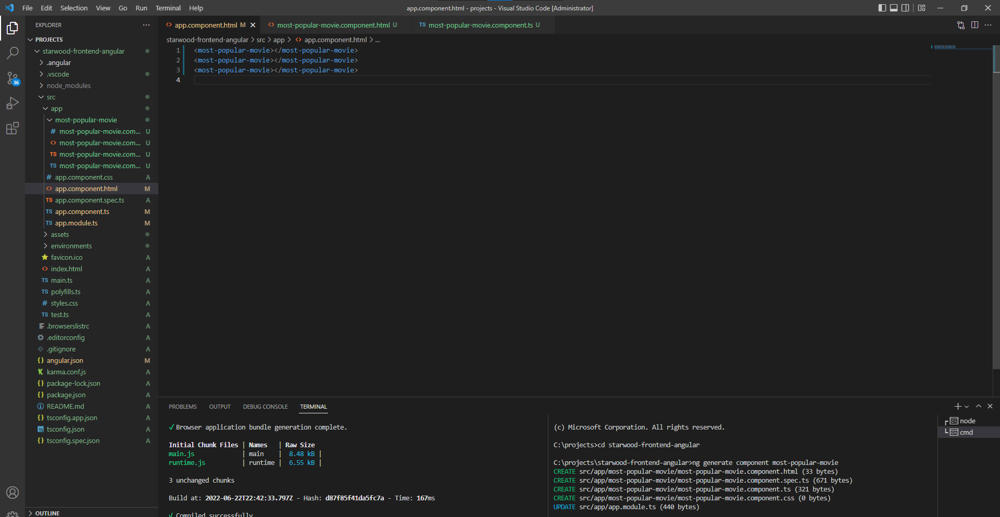 File Edit Selection View Go Run Terminal Help
app.component.html - projects - Visual Studio Code [Administrator]
EXPLORER
PROJECTS
starwood-frontend-angular
.angular
.vscode
node_modules
src
app
most-popular-movie
# most-popular-movie.com... U
<> most-popular-movie.com... U
TS most-popular-movie.com... U
TS most-popular-movie.com... U
# app.component.css A
<> app.component.html M
TS app.component.spec.ts A
TS app.component.ts M
TS app.module.ts M
assets
environments
favicon.ico A
<> index.html A
TS main.ts A
TS polyfills.ts A
# styles.css A
TS test.ts A
.browserslistrc A
.editorconfig A
.gitignore A
{} angular.json M
karma.conf.js A
{} package-lock.json A
{} package.json A
README.md A
{} tsconfig.app.json A
TS tsconfig.json A
{} tsconfig.spec.json A
OUTLINE
36
<> app.component.html M
<> most-popular-movie.component.html U
TS most-popular-movie.component.ts U
starwood-frontend-angular > src > app > <> app.component.html > ...
1 <most-popular-movie></most-popular-movie>
2 <most-popular-movie></most-popular-movie>
3 <most-popular-movie></most-popular-movie>
4
PROBLEMS OUTPUT DEBUG CONSOLE TERMINAL
✓ Browser application bundle generation complete.
Initial Chunk Files | Names | Raw Size
main.js | main | 8.48 kB |
runtime.js | runtime | 6.55 kB |
3 unchanged chunks
Build at: 2022-06-22T22:42:33.797Z - Hash: d87f85f41da5fc7a - Time: 167ms
√ Compiled successfully.
(c) Microsoft Corporation. All rights reserved.
C:\projects>cd starwood-frontend-angular
C:\projects\starwood-frontend-angular>ng generate component most-popular-movie
CREATE src/app/most-popular-movie/most-popular-movie.component.html (33 bytes)
CREATE src/app/most-popular-movie/most-popular-movie.component.spec.ts (671 bytes)
CREATE src/app/most-popular-movie/most-popular-movie.component.ts (321 bytes)
CREATE src/app/most-popular-movie/most-popular-movie.component.css (0 bytes)
UPDATE src/app/app.module.ts (440 bytes)
node
cmd